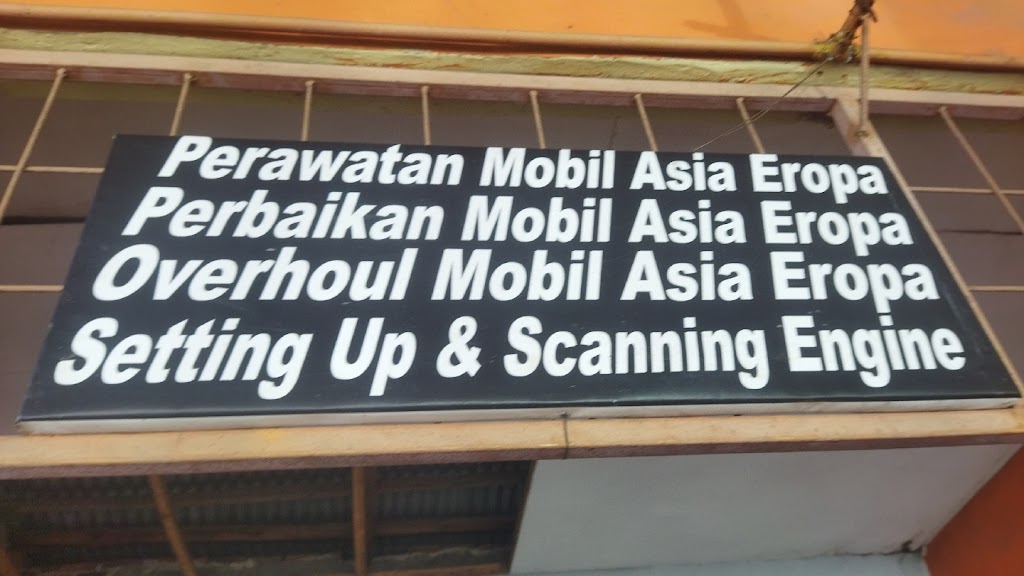 Perawatan Mobil Asia Eropa
Perbaikan Mobil Asia Eropa
Overhoul Mobil Asia Eropa
Setting Up & Scanning Engine